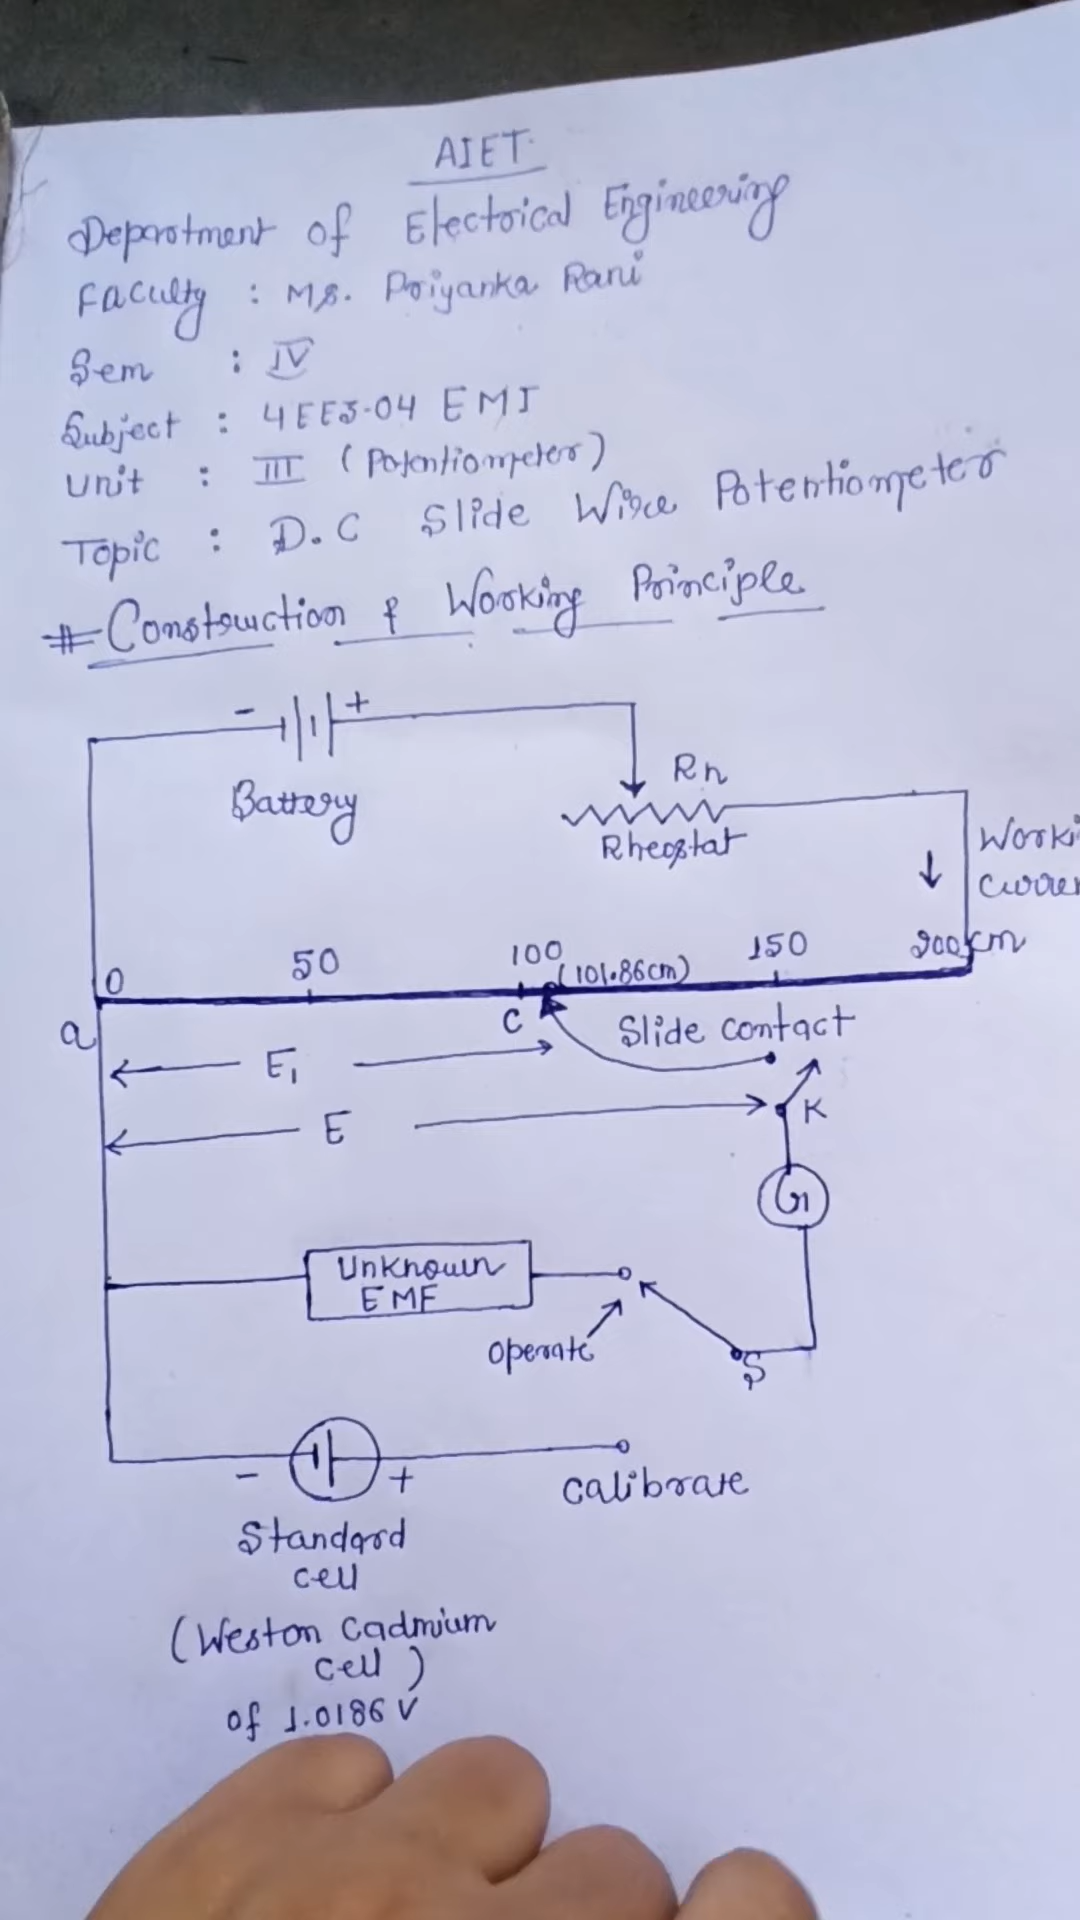 AIET
Department of Electrical Engineering
Faculty : Ms. Priyanka Rani
Sem : IV
Subject : 4EE3-04 EMI
Unit : III (Potentiometer)
Topic : D.C Slide Wire Potentiometer
# Construction & Working Principle
- +
Battery
Rh
Rheostat
0 50 100 (101.86cm) 150 200 cm
a
C
Slide contact
E1
K
E
G
Unknown
EMF
Operate
S
- +
Calibrate
Standard
cell
(Weston Cadmium
cell)
of 1.0186 V